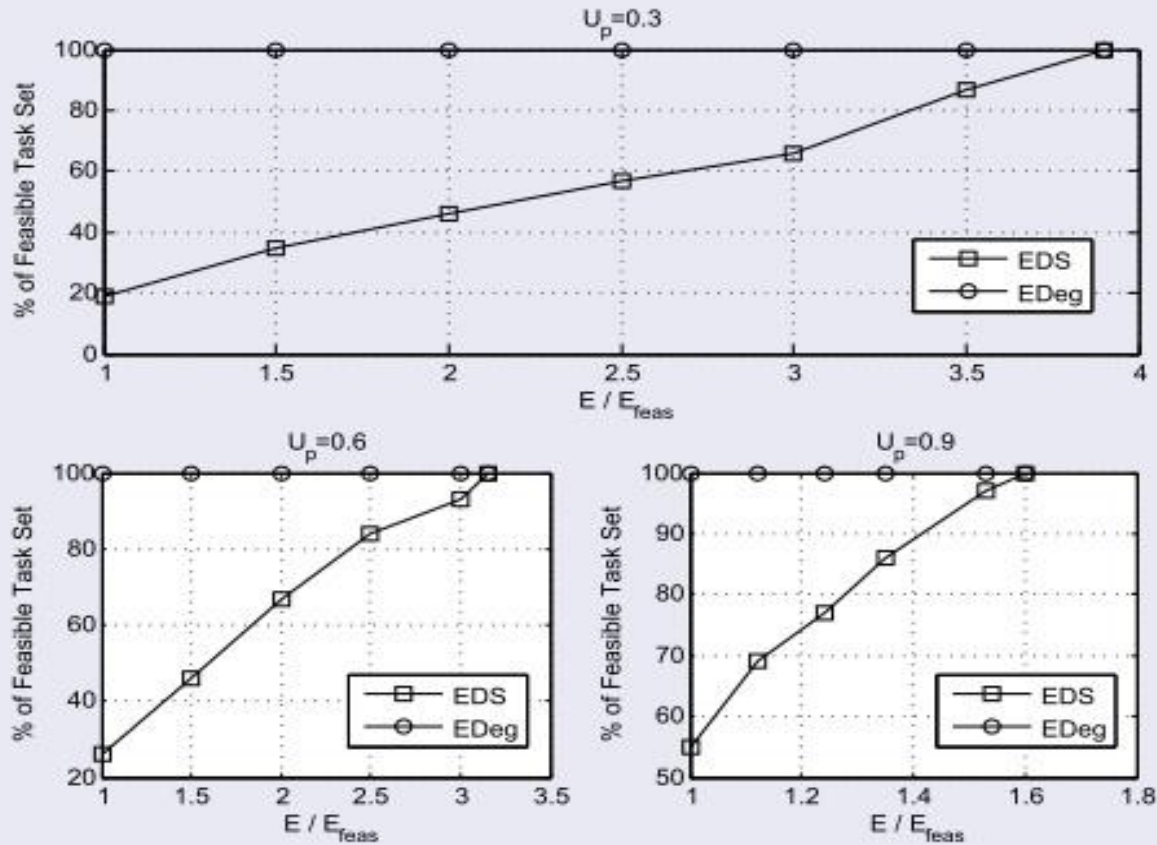 U_p=0.3
% of Feasible Task Set
100
80
60
40
20
0
1 1.5 2 2.5 3 3.5 4
E / E_feas
EDS
EDeg
U_p=0.6
% of Feasible Task Set
100
80
60
40
20
1 1.5 2 2.5 3 3.5
E / E_feas
EDS
EDeg
U_p=0.9
% of Feasible Task Set
100
90
80
70
60
50
1 1.2 1.4 1.6 1.8
E / E_feas
EDS
EDeg